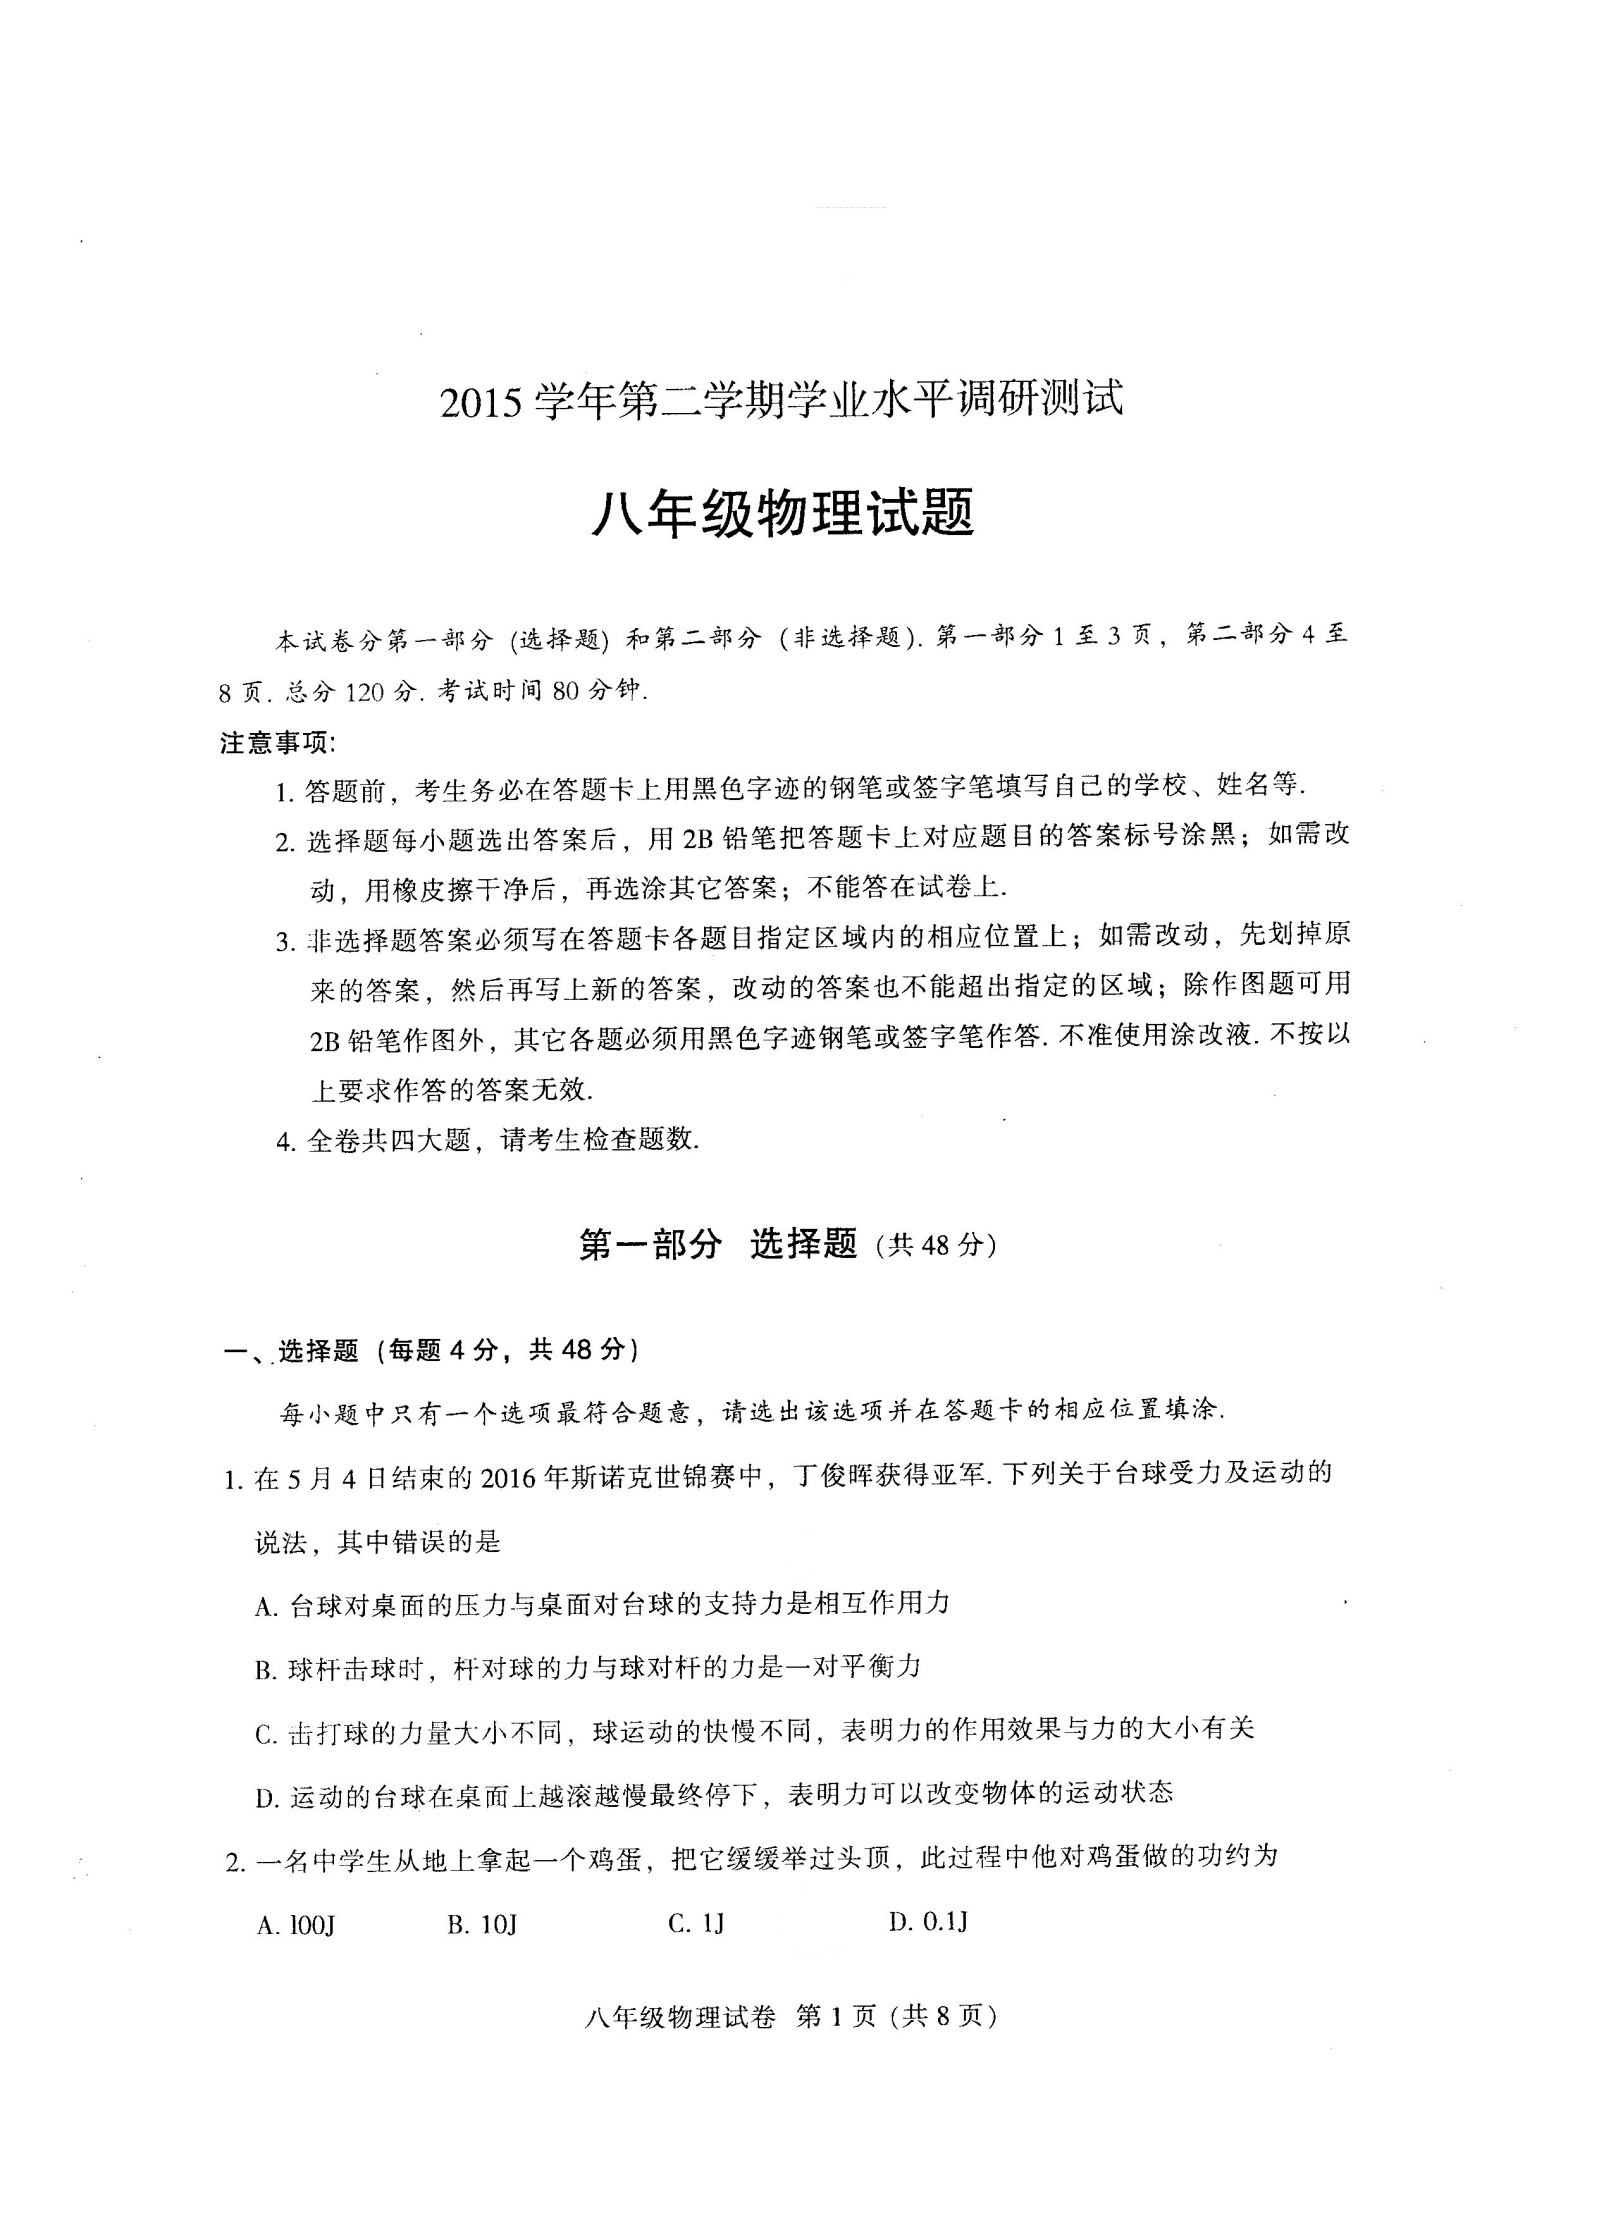 2015 学年第二学期学业水平调研测试
八年级物理试题
本试卷分第一部分 (选择题) 和第二部分 (非选择题). 第一部分 1 至 3 页, 第二部分 4 至
8 页. 总分 120 分. 考试时间 80 分钟.
注意事项:
1. 答题前, 考生务必在答题卡上用黑色字迹的钢笔或签字笔填写自己的学校、姓名等.
2. 选择题每小题选出答案后, 用 2B 铅笔把答题卡上对应题目的答案标号涂黑; 如需改
动, 用橡皮擦干净后, 再选涂其它答案; 不能答在试卷上.
3. 非选择题答案必须写在答题卡各题目指定区域内的相应位置上; 如需改动, 先划掉原
来的答案, 然后再写上新的答案, 改动的答案也不能超出指定的区域; 除作图题可用
2B 铅笔作图外, 其它各题必须用黑色字迹钢笔或签字笔作答. 不准使用涂改液. 不按以
上要求作答的答案无效.
4. 全卷共四大题, 请考生检查题数.
第一部分 选择题 (共 48 分)
一、选择题 (每题 4 分, 共 48 分)
每小题中只有一个选项最符合题意, 请选出该选项并在答题卡的相应位置填涂.
1. 在 5 月 4 日结束的 2016 年斯诺克世锦赛中, 丁俊晖获得亚军. 下列关于台球受力及运动的
说法, 其中错误的是
A. 台球对桌面的压力与桌面对台球的支持力是相互作用力
B. 球杆击球时, 杆对球的力与球对杆的力是一对平衡力
C. 击打球的力量大小不同, 球运动的快慢不同, 表明力的作用效果与力的大小有关
D. 运动的台球在桌面上越滚越慢最终停下, 表明力可以改变物体的运动状态
2. 一名中学生从地上拿起一个鸡蛋, 把它缓缓举过头顶, 此过程中他对鸡蛋做的功约为
A. 100J B. 10J C. 1J D. 0.1J
八年级物理试卷 第 1 页 (共 8 页)